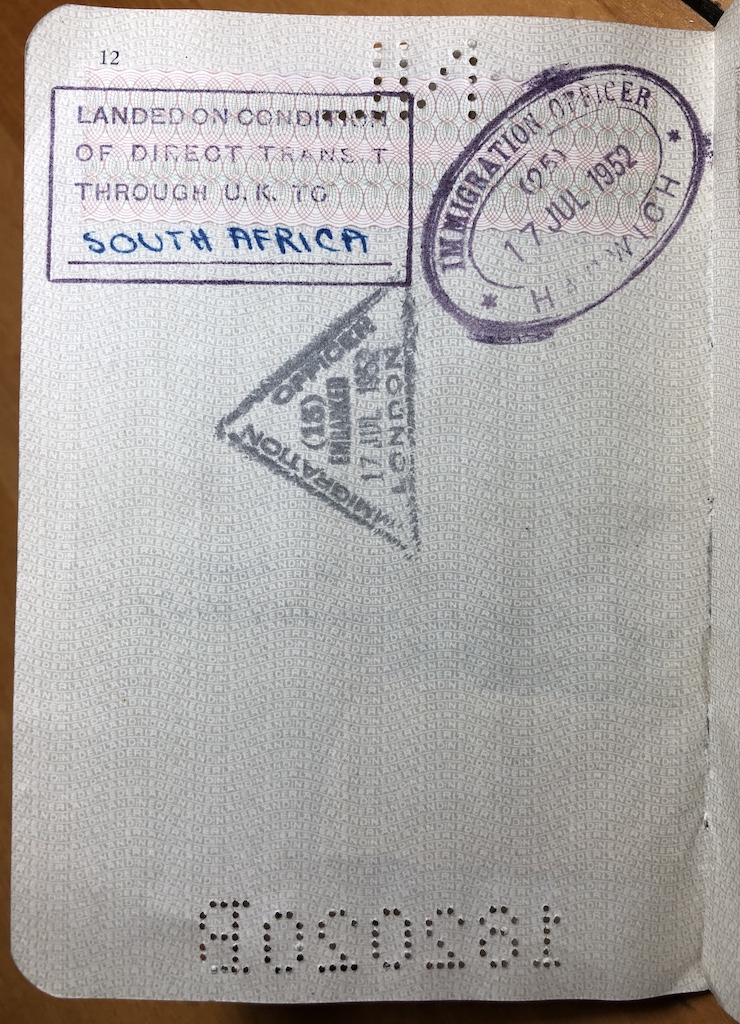 12
LANDED ON CONDITION
OF DIRECT TRANSIT
THROUGH U.K. TO
SOUTH AFRICA
IMMIGRATION OFFICER
(25)
17 JUL 1952
* HARWICH *
IMMIGRATION OFFICER
(15)
EMBARKED
17 JUL 1952
LONDON